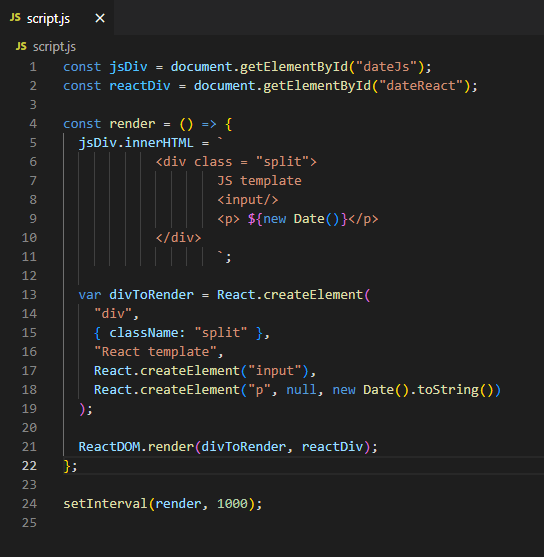 JS script.js ×
JS script.js
1 const jsDiv = document.getElementById("dateJs");
2 const reactDiv = document.getElementById("dateReact");
3
4 const render = () => {
5   jsDiv.innerHTML = `
6             <div class = "split">
7                     JS template
8                     <input/>
9                     <p> ${new Date()}</p>
10             </div>
11                     `;
12
13   var divToRender = React.createElement(
14     "div",
15     { className: "split" },
16     "React template",
17     React.createElement("input"),
18     React.createElement("p", null, new Date().toString())
19   );
20
21   ReactDOM.render(divToRender, reactDiv);
22 };
23
24 setInterval(render, 1000);
25